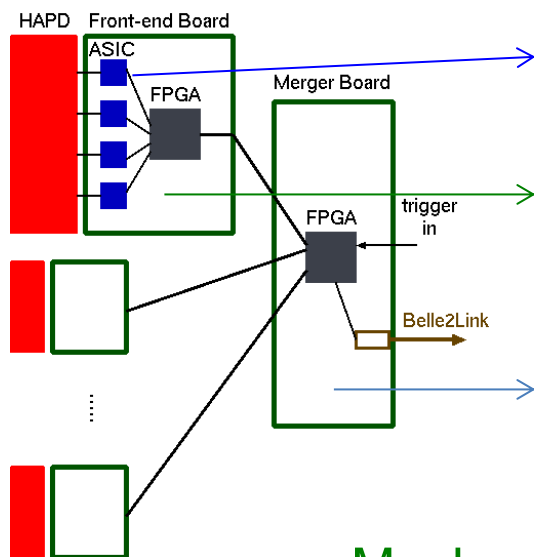 HAPD Front-end Board
ASIC
FPGA
Merger Board
FPGA
trigger
in
Belle2Link